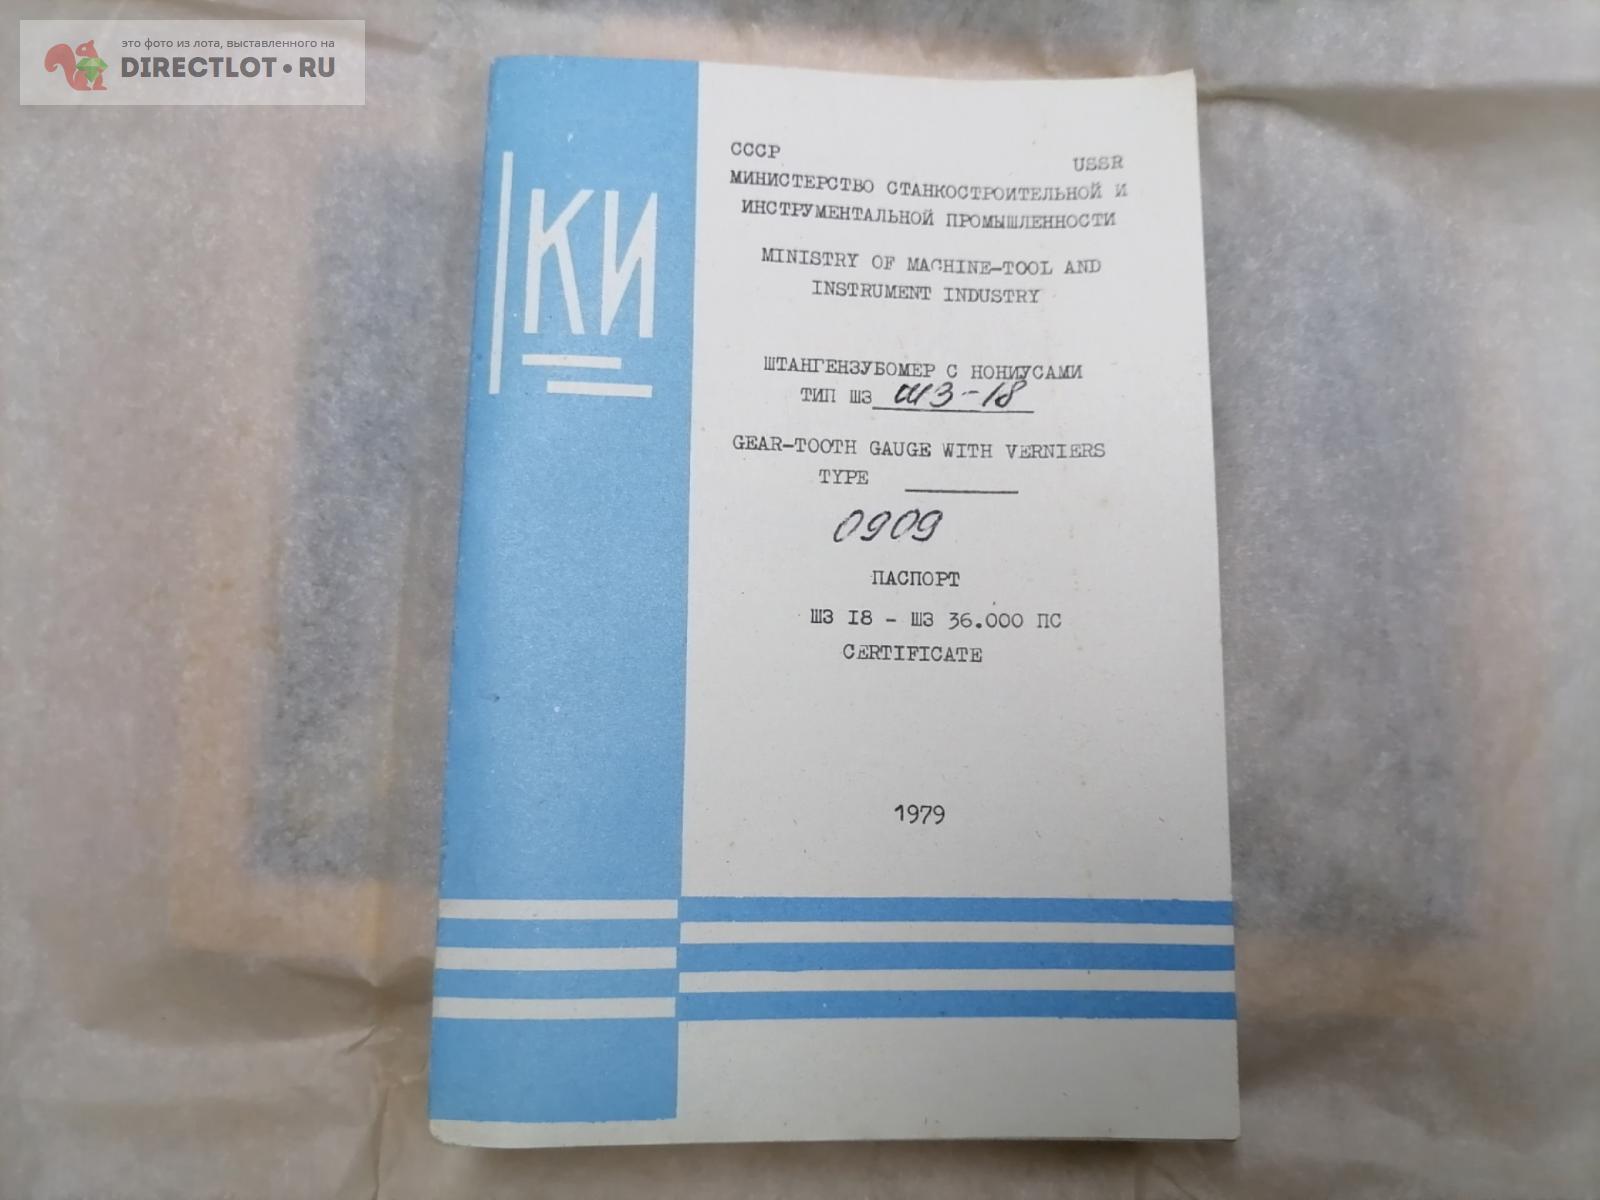 это фото из лота, выставленного на
DIRECTLOT•RU
КИ
СССР USSR
МИНИСТЕРСТВО СТАНКОСТРОИТЕЛЬНОЙ И
ИНСТРУМЕНТАЛЬНОЙ ПРОМЫШЛЕННОСТИ
MINISTRY OF MACHINE-TOOL AND
INSTRUMENT INDUSTRY
ШТАНГЕНЗУБОМЕР С НОНИУСАМИ
ТИП ШЗ ШЗ-18
GEAR-TOOTH GAUGE WITH VERNIERS
TYPE
0909
ПАСПОРТ
ШЗ I8 - ШЗ 36.000 ПС
CERTIFICATE
1979